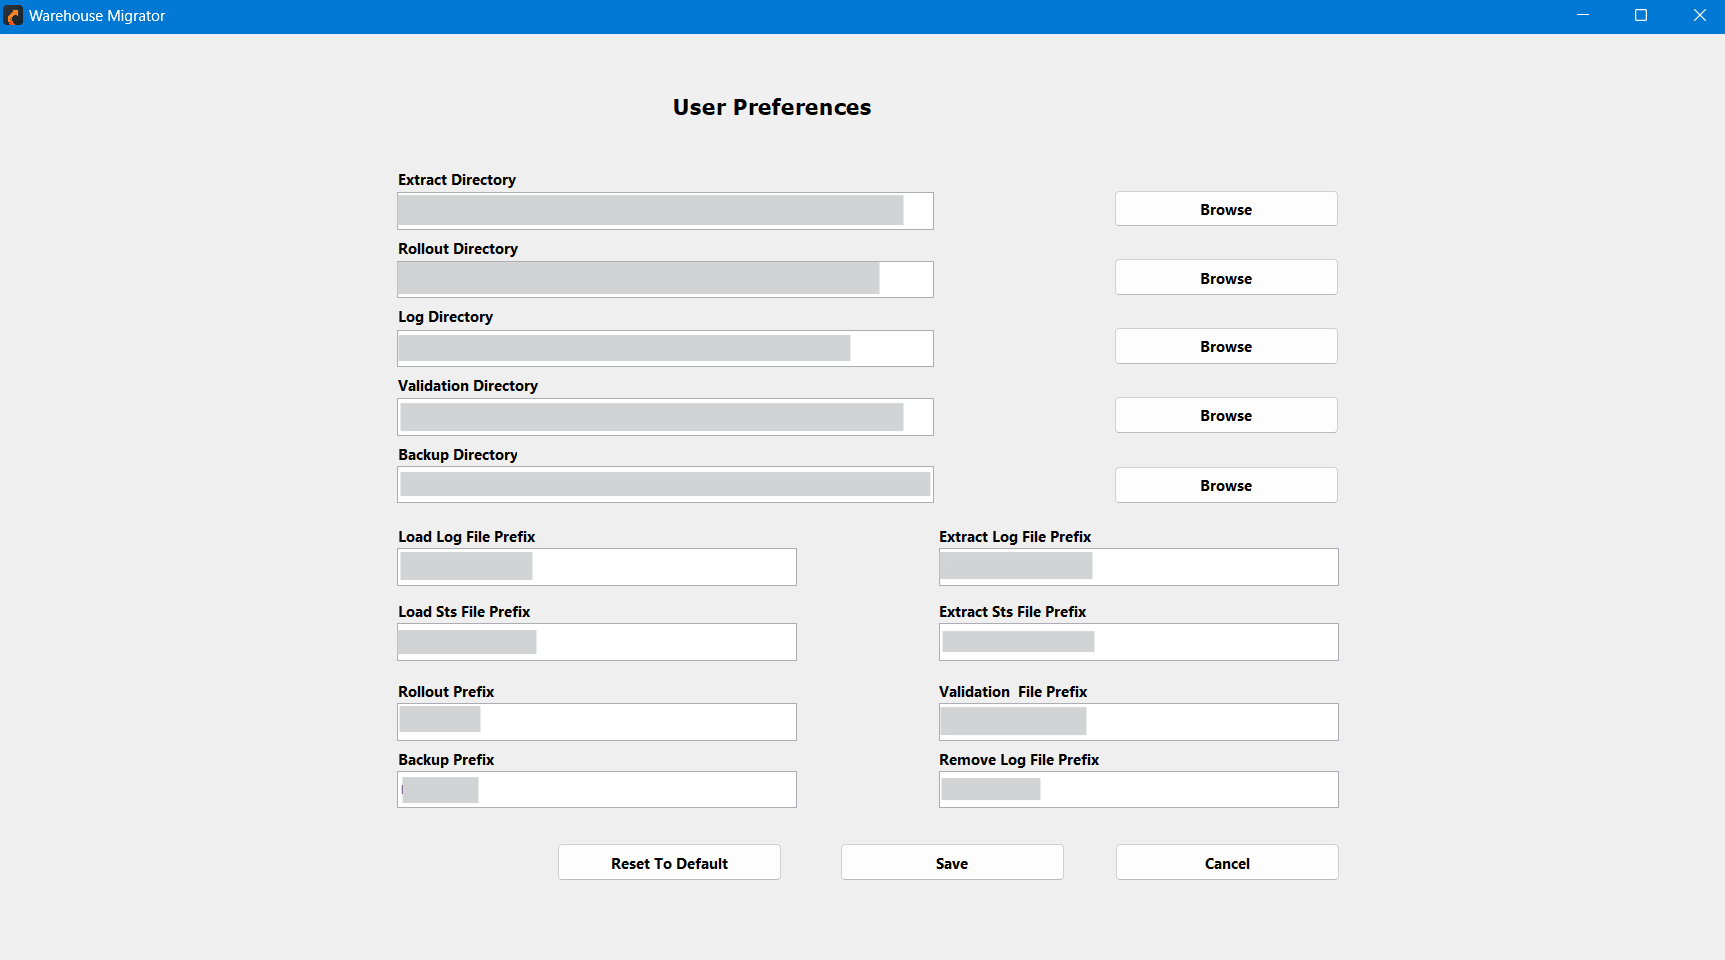 Warehouse Migrator
User Preferences
Extract Directory
Browse
Rollout Directory
Browse
Log Directory
Browse
Validation Directory
Browse
Backup Directory
Browse
Load Log File Prefix
Extract Log File Prefix
Load Sts File Prefix
Extract Sts File Prefix
Rollout Prefix
Validation  File Prefix
Backup Prefix
Remove Log File Prefix
Reset To Default
Save
Cancel